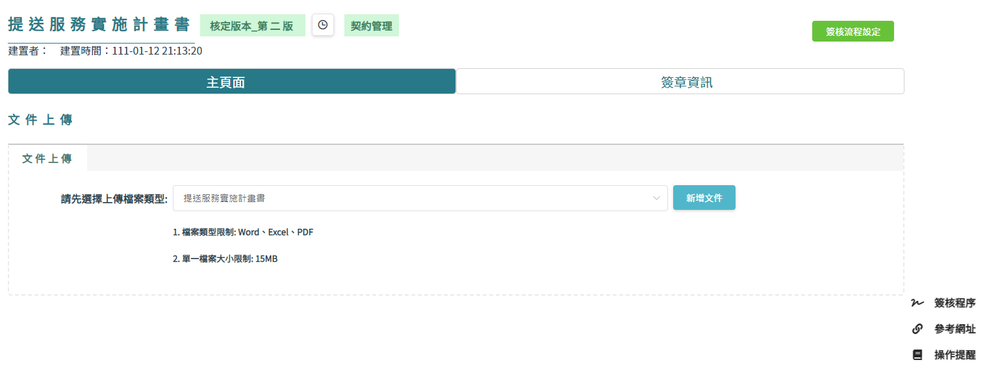 提送服務實施計畫書 核定版本_第二版 契約管理
簽核流程設定
建置者： 建置時間：111-01-12 21:13:20
主頁面 簽章資訊
文件上傳
文件上傳
請先選擇上傳檔案類型: 提送服務實施計畫書 新增文件
1. 檔案類型限制: Word、Excel、PDF
2. 單一檔案大小限制: 15MB
簽核程序
參考網址
操作提醒